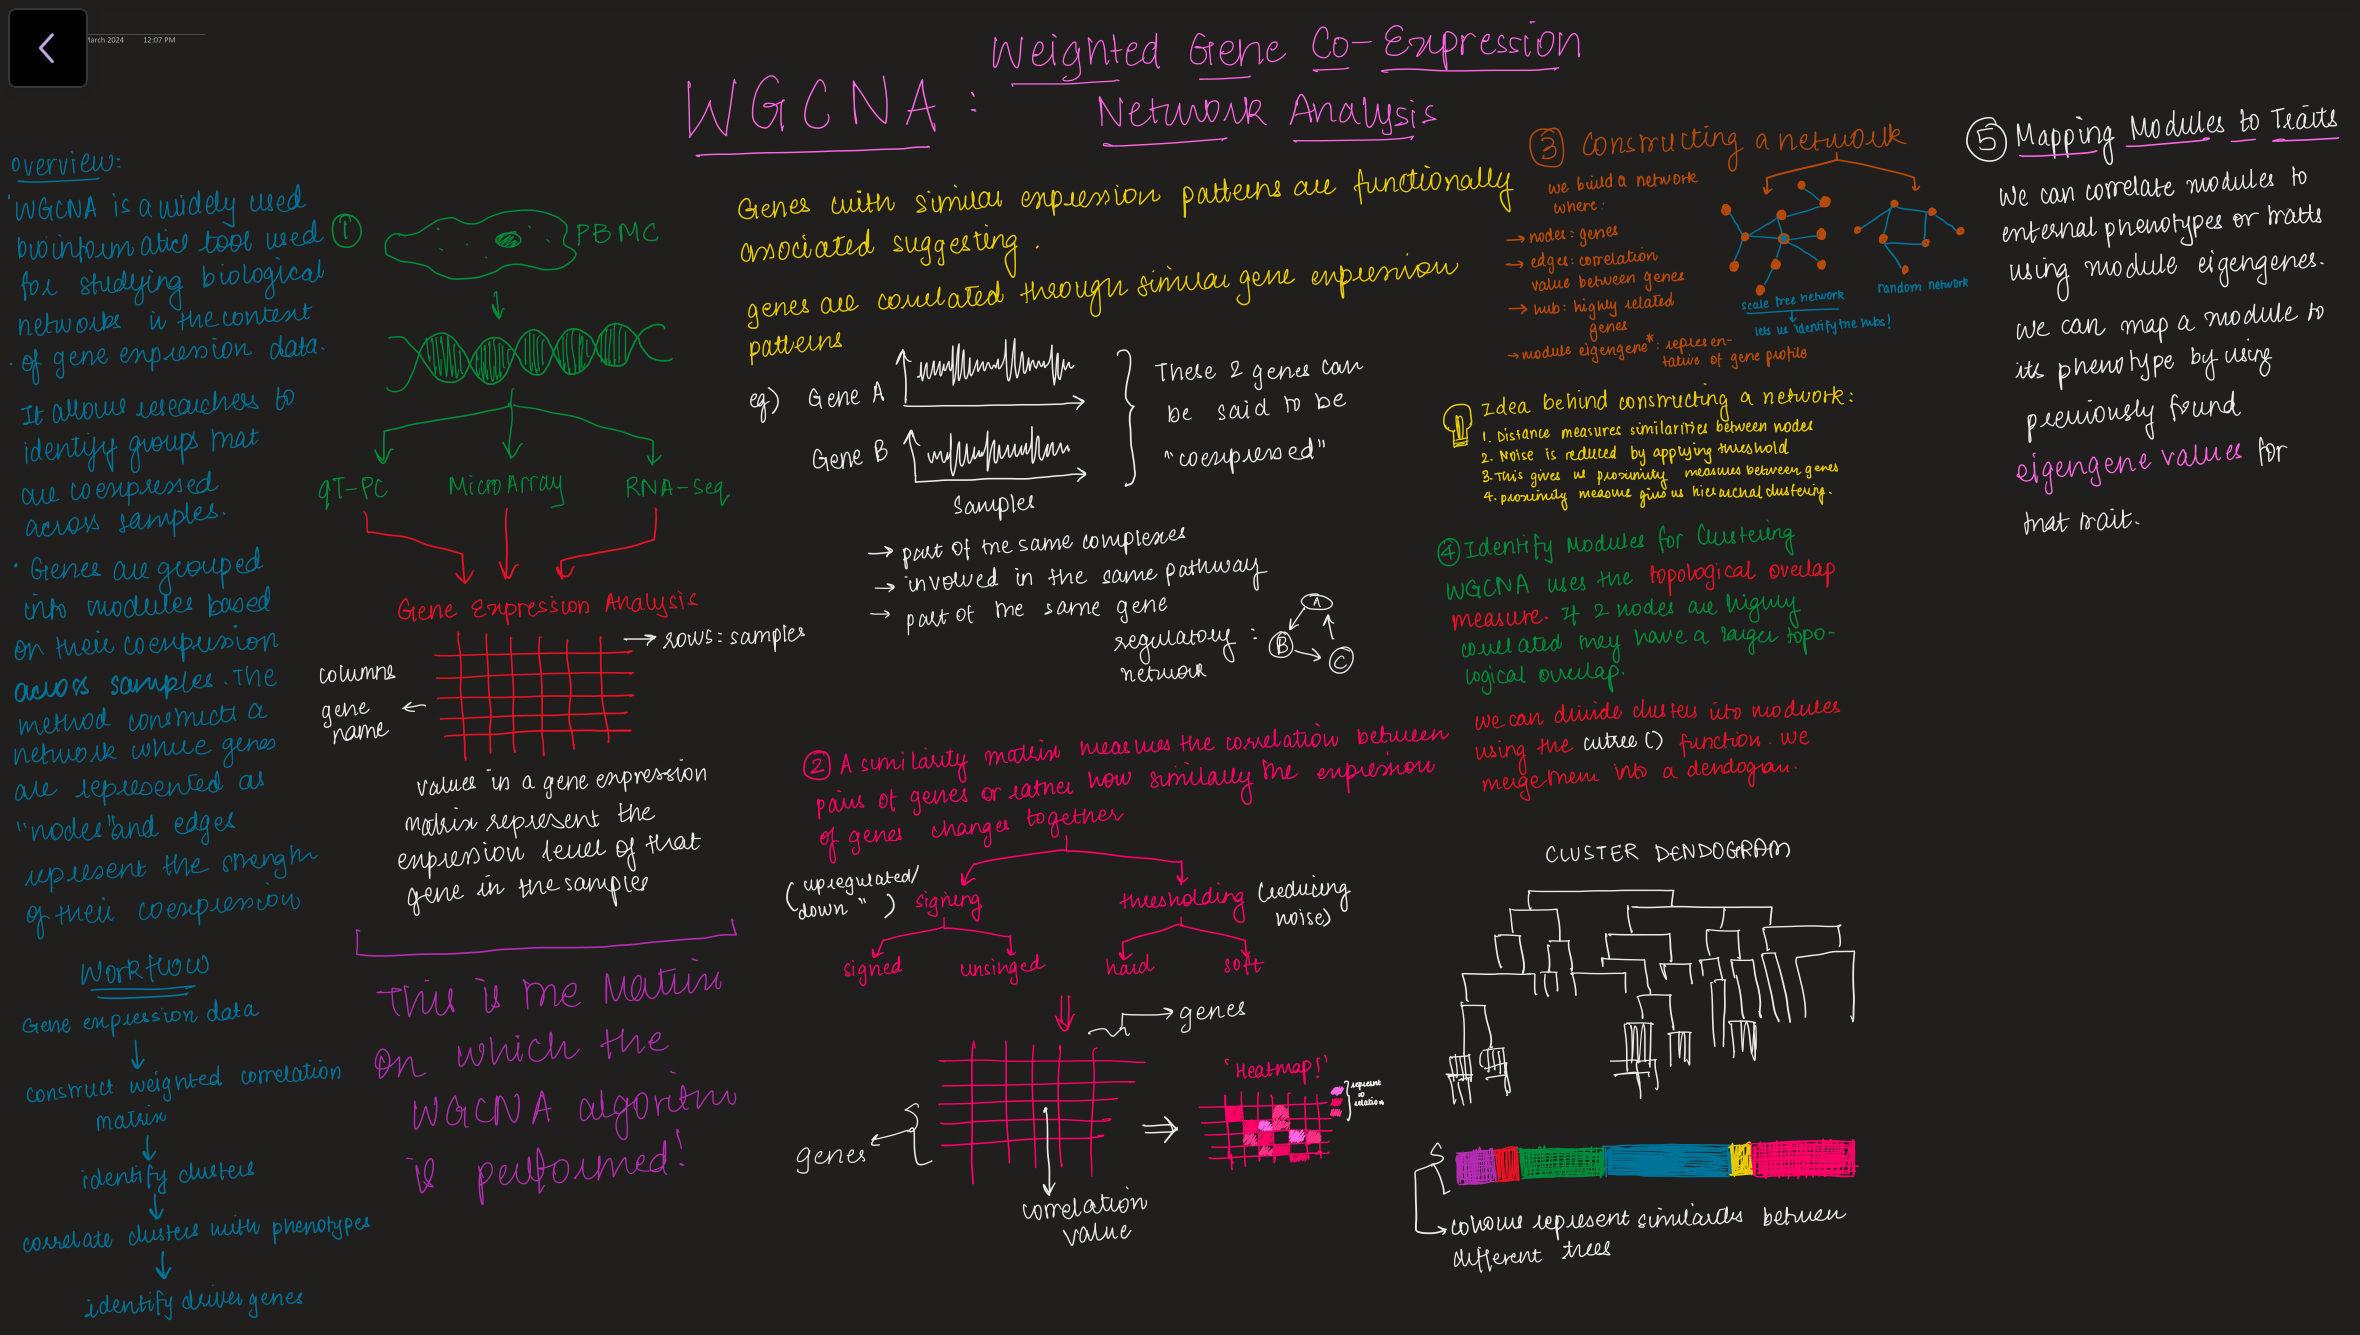 March 2024 12:07 PM
Weighted Gene Co-Expression
WGCNA : Network Analysis
overview:
WGCNA is a widely used
bioinformatics tool used
for studying biological
networks in the context
of gene expression data.
It allows researchers to
identify groups that
are coexpressed
across samples.
· Genes are grouped
into modules based
on their coexpression
across samples. The
method constructs a
network where genes
are represented as
"nodes" and edges
represent the strength
of their coexpression
Workflow
Gene expression data
construct weighted correlation
matrix
identify clusters
correlate clusters with phenotypes
identify driver genes
① PBMC
qT-PC MicroArray RNA-Seq
Gene Expression Analysis
→ rows: samples
columns
gene ←
name
values in a gene expression
matrix represent the
expression level of that
gene in the samples
This is the Matrix
on which the
WGCNA algorithm
is performed!
Genes with similar expression patterns are functionally
associated suggesting .
genes are correlated through similar gene expression
patterns
eg) Gene A
Gene B
Samples
These 2 genes can
be said to be
"coexpressed"
→ part of the same complexes
→ involved in the same pathway
→ part of the same gene
regulatory :
network
A
B
C
② A similarity matrix measures the correlation between
pairs of genes or rather how similarly the expression
of genes changes together
(upregulated/
down " ) signing
thresholding (reducing
noise)
signed unsinged hard soft
→ genes
genes
correlation
value
'Heatmap!'
represent
relation
③ Constructing a network
we build a network
where:
→ nodes: genes
→ edges: correlation
value between genes
→ hub: highly related
genes
→ module eigengene*: represen-
tative of gene profile
scale free network
lets us identify the hubs!
random network
Idea behind constructing a network:
1. Distance measures similarities between nodes
2. Noise is reduced by applying threshold
3. This gives us proximity measures between genes
4. proximity measure gives us hierarchal clustering.
④ Identify Modules for Clustering
WGCNA uses the topological overlap
measure. If 2 nodes are highly
correlated they have a larger topo-
logical overlap.
we can divide clusters into modules
using the cutree() function. we
merge them into a dendogram.
CLUSTER DENDOGRAM
colours represent similarities between
different trees
⑤ Mapping Modules to Traits
We can correlate modules to
external phenotypes or traits
using module eigengenes.
we can map a module to
its phenotype by using
previously found
eigengene values for
that trait.